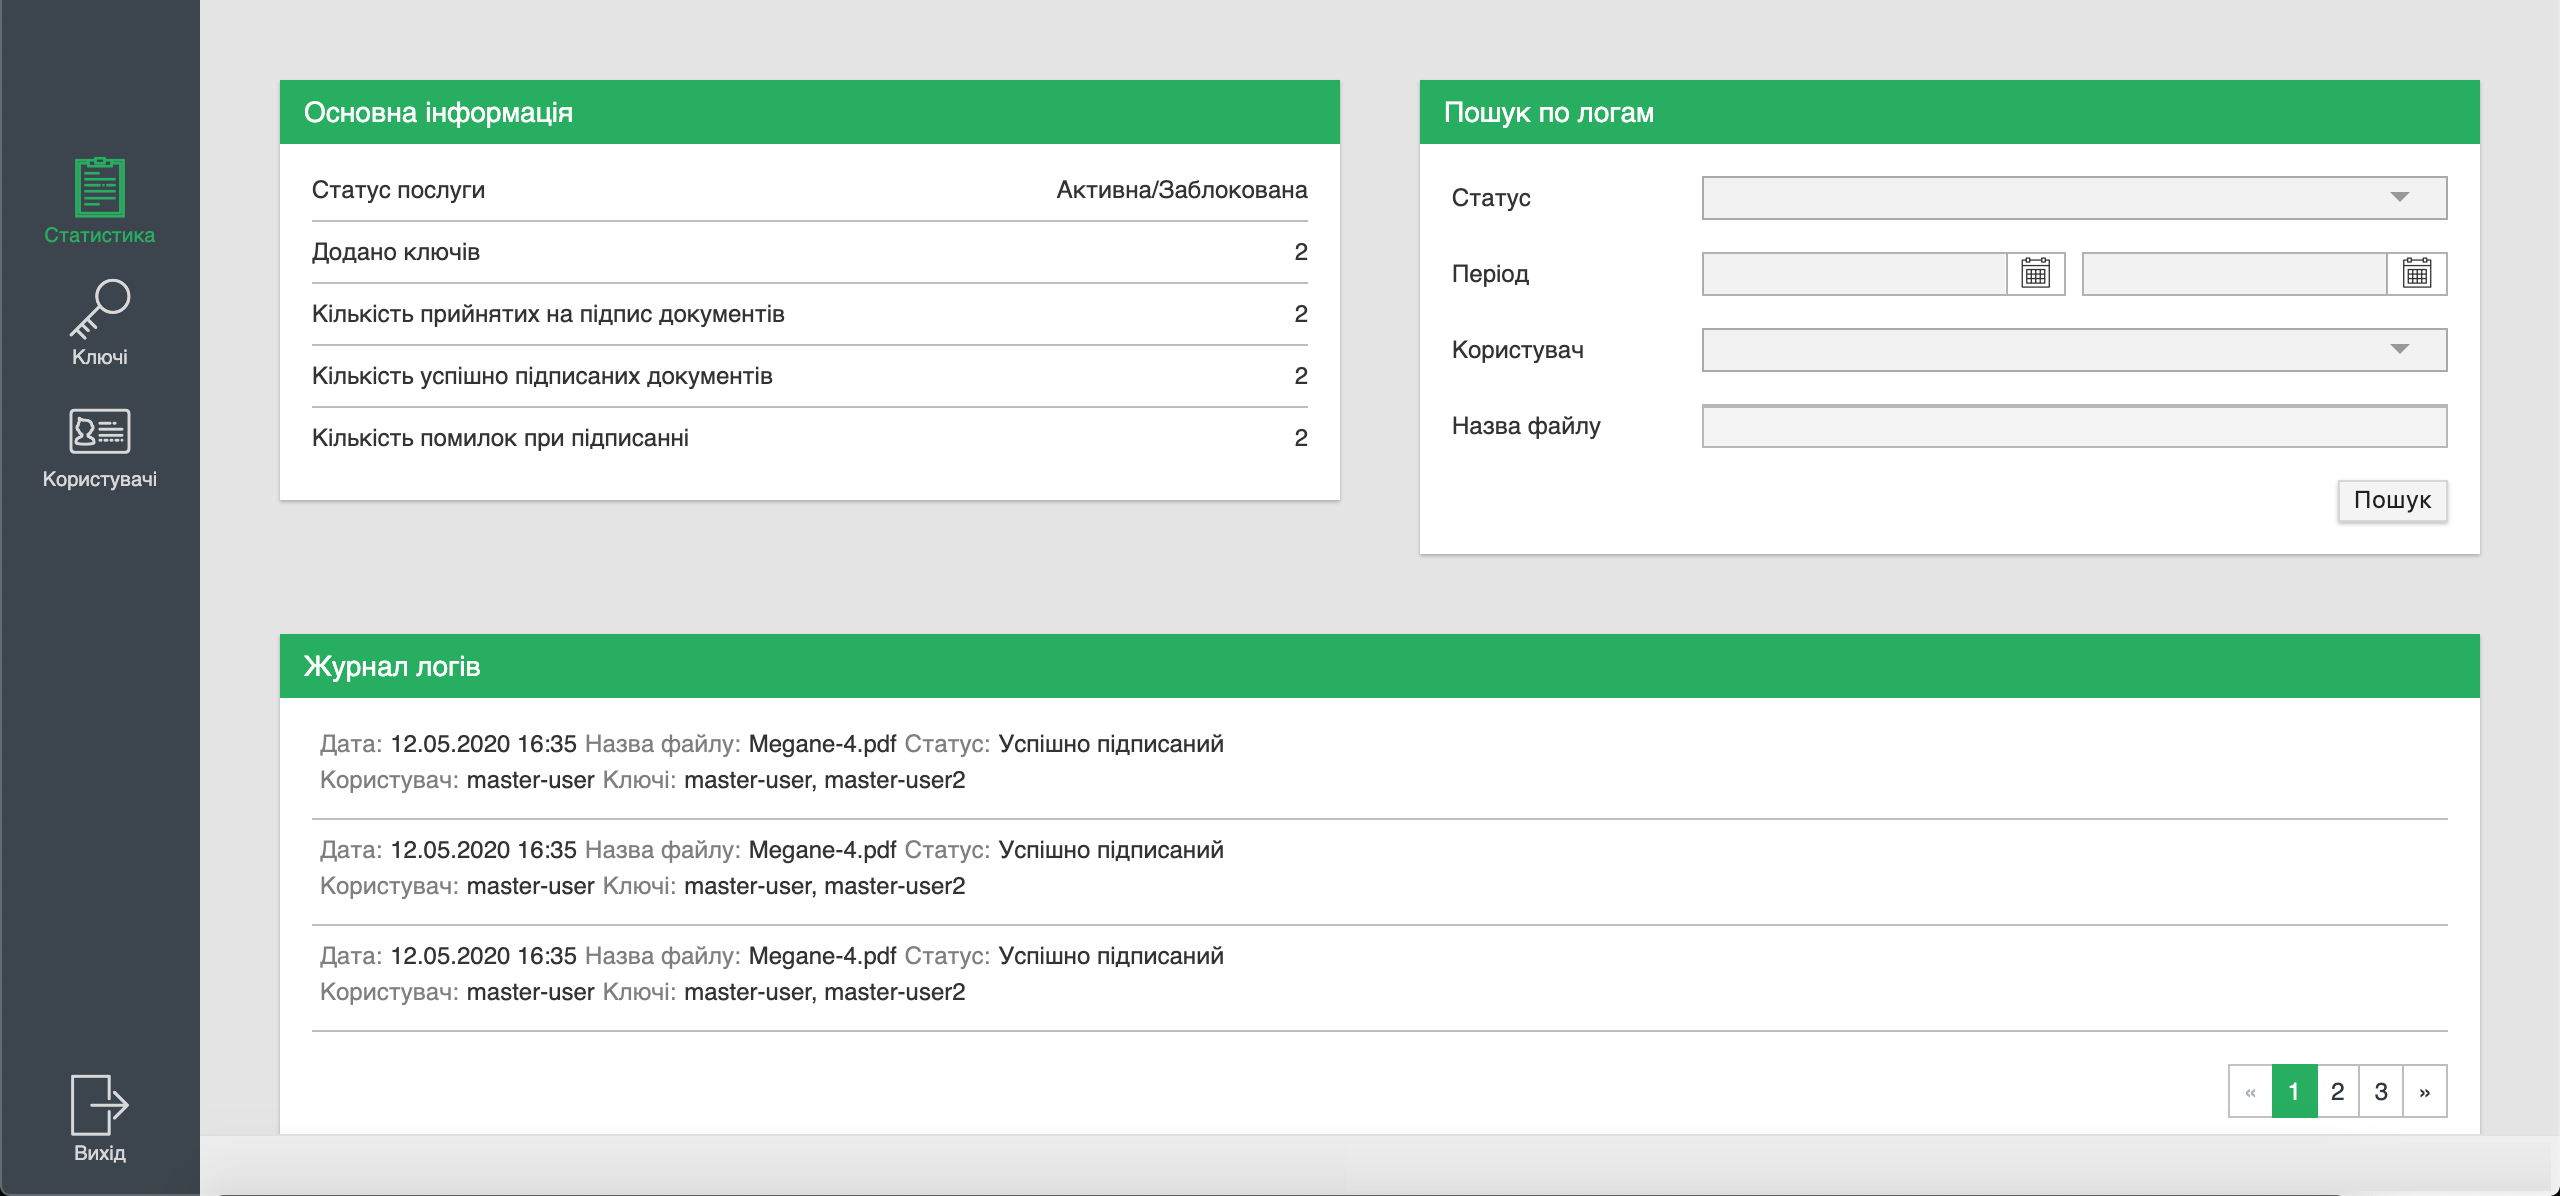 Статистика
Ключі
Користувачі
Вихід
Основна інформація
Статус послуги Активна/Заблокована
Додано ключів 2
Кількість прийнятих на підпис документів 2
Кількість успішно підписаних документів 2
Кількість помилок при підписанні 2
Пошук по логам
Статус
Період
Користувач
Назва файлу
Пошук
Журнал логів
Дата: 12.05.2020 16:35 Назва файлу: Megane-4.pdf Статус: Успішно підписаний
Користувач: master-user Ключі: master-user, master-user2
Дата: 12.05.2020 16:35 Назва файлу: Megane-4.pdf Статус: Успішно підписаний
Користувач: master-user Ключі: master-user, master-user2
Дата: 12.05.2020 16:35 Назва файлу: Megane-4.pdf Статус: Успішно підписаний
Користувач: master-user Ключі: master-user, master-user2
« 1 2 3 »